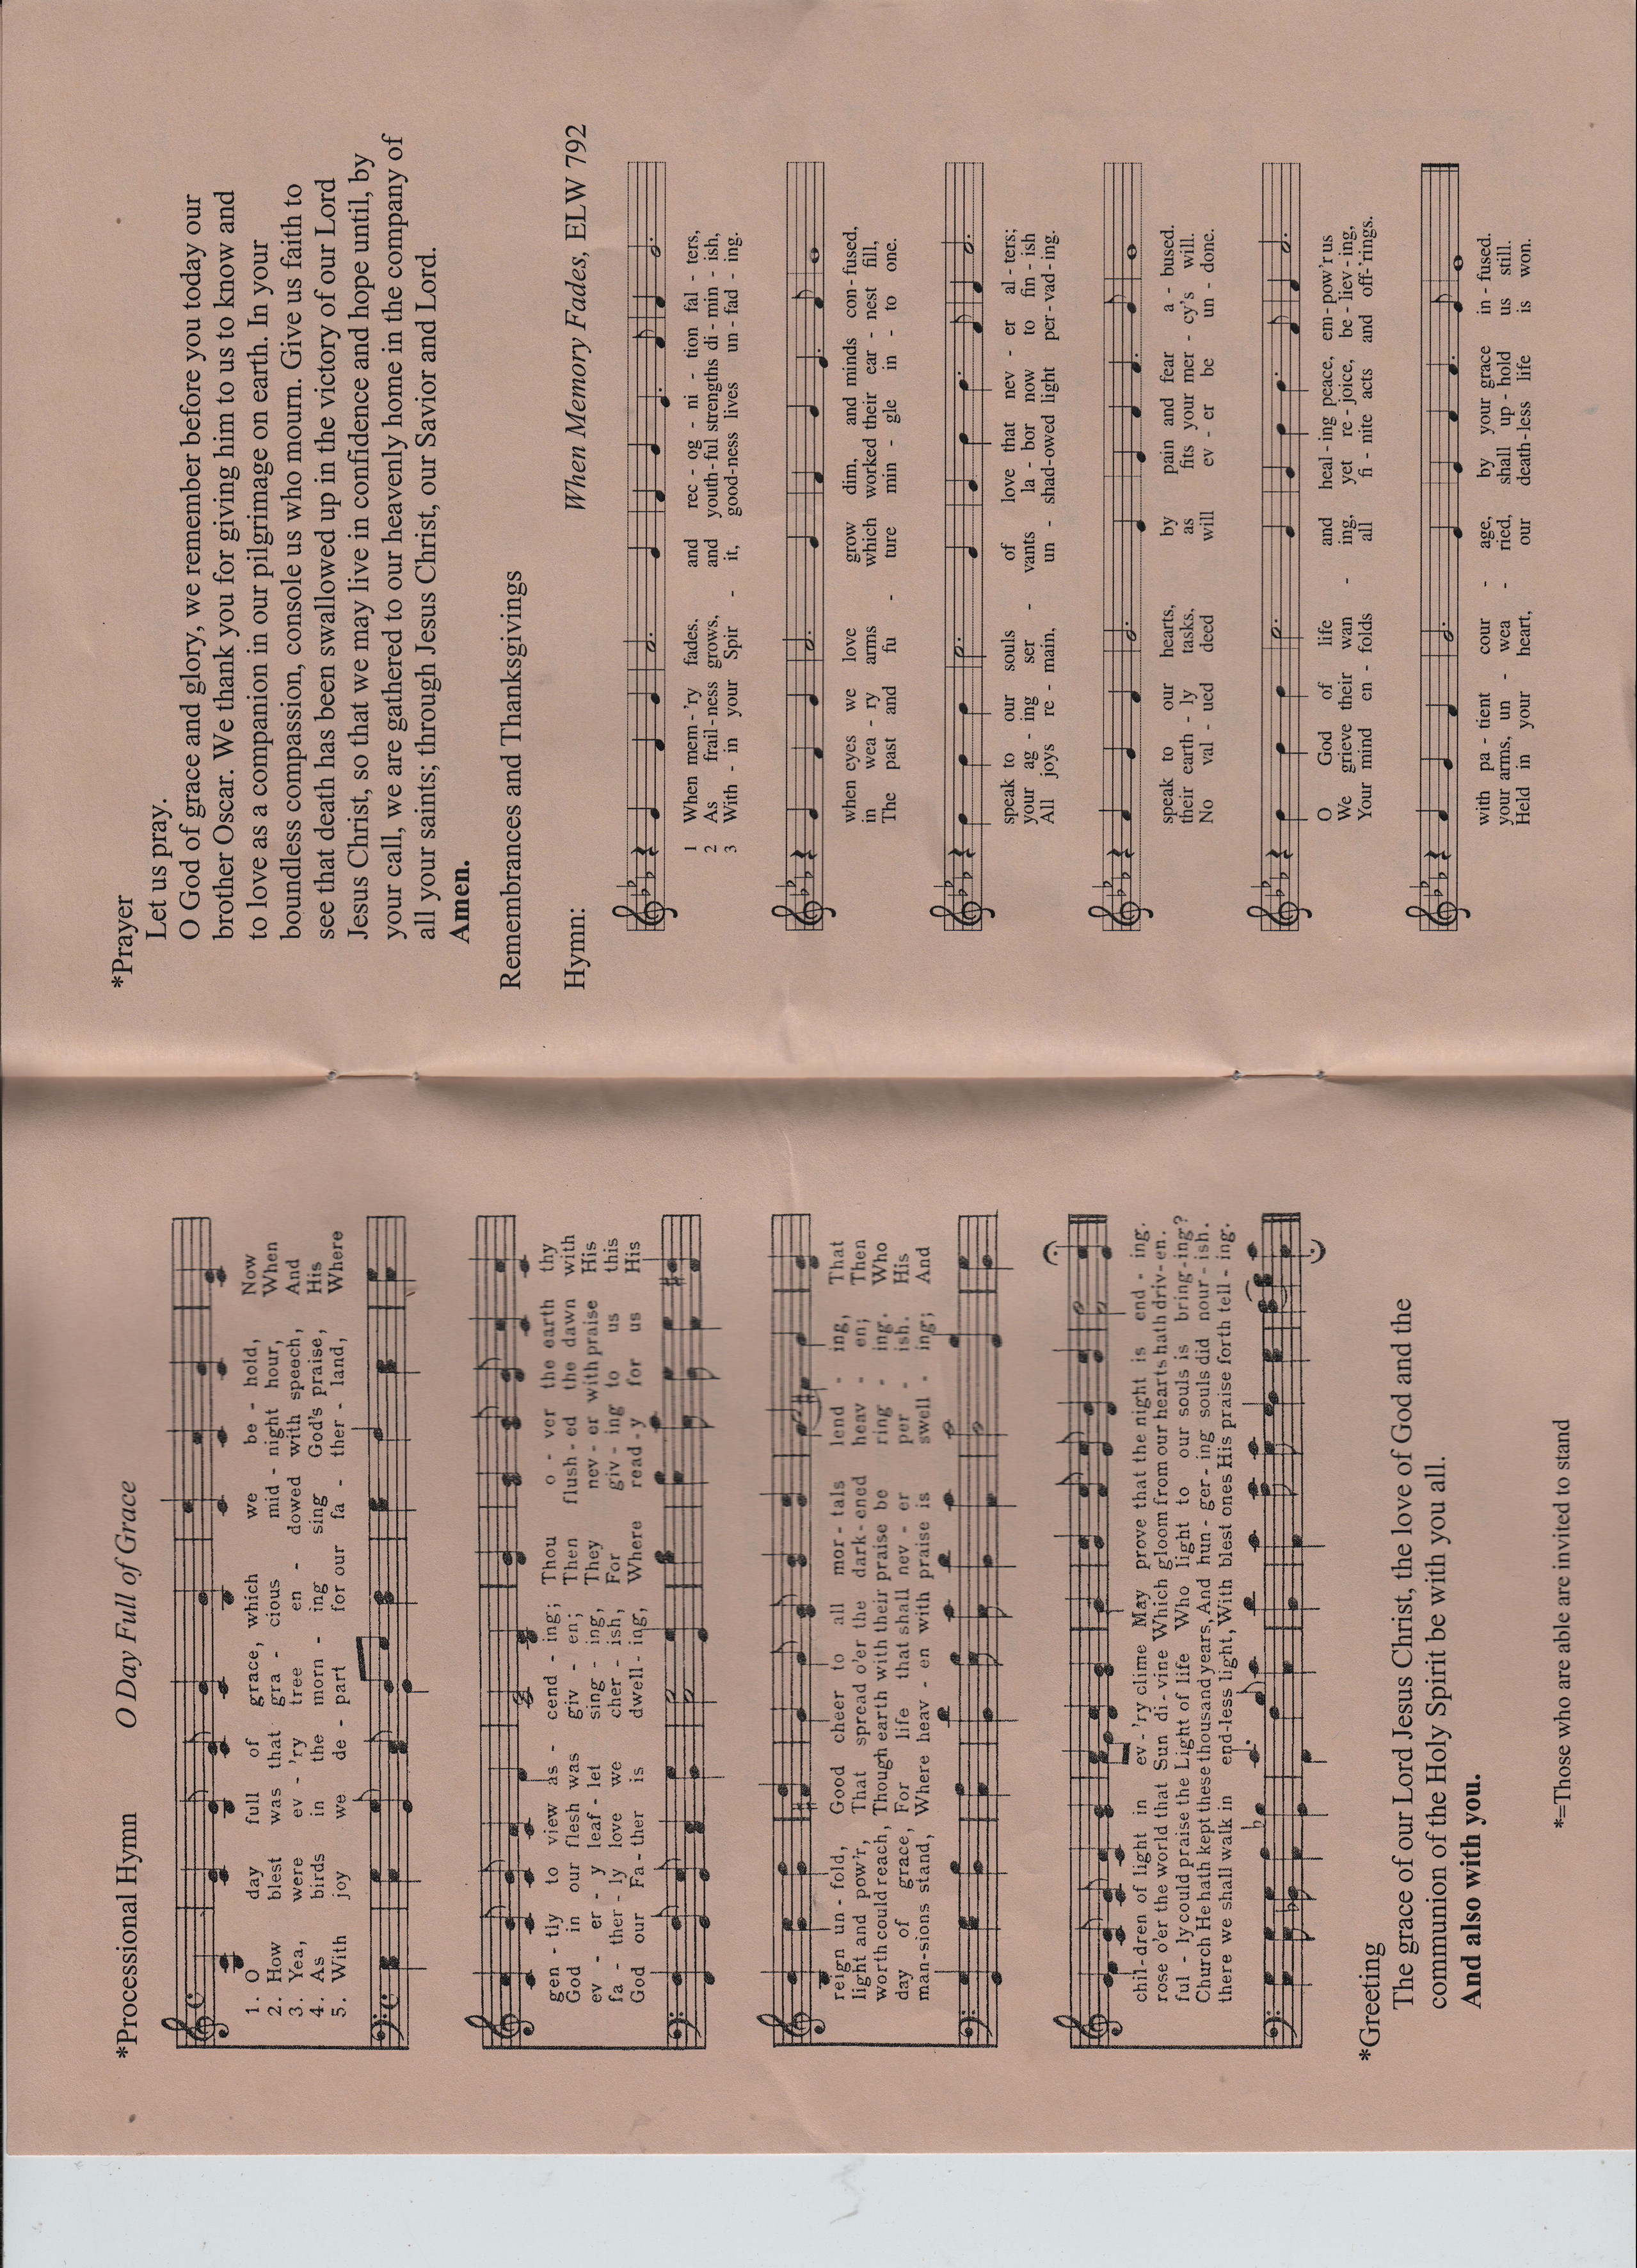 *Processional Hymn O Day Full of Grace
1. O day full of grace, which we be - hold, Now
2. How blest was that gra - cious mid - night hour, When
3. Yea, were ev - 'ry tree en - dowed with speech, And
4. As birds in the morn - ing sing God's praise, His
5. With joy we de - part for our fa - ther - land, Where
gen - tly to view as - cend - ing; Thou o - ver the earth thy
God in our flesh was giv - en; Then flush - ed the dawn with
ev - er - y leaf - let sing - ing, They nev - er with praise His
fa - ther - ly love we cher - ish, For giv - ing to us this
God our Fa - ther is dwell - ing, Where read - y for us His
reign un - fold, Good cheer to all mor - tals lend - ing, That
light and pow'r, That spread o'er the dark - ened heav - en; Then
worth could reach, Though earth with their praise be ring - ing. Who
day of grace, For life that shall nev - er per - ish. His
man - sions stand, Where heav - en with praise is swell - ing; And
chil - dren of light in ev - 'ry clime May prove that the night is end - ing.
rose o'er the world that Sun di - vine Which gloom from our hearts hath driv - en.
ful - ly could praise the Light of life Who light to our souls is bring - ing?
Church He hath kept these thousand years, And hun - ger - ing souls did nour - ish.
there we shall walk in end - less light, With blest ones His praise forth tell - ing.
*Greeting
The grace of our Lord Jesus Christ, the love of God and the
communion of the Holy Spirit be with you all.
And also with you.
*=Those who are able are invited to stand
*Prayer
Let us pray.
O God of grace and glory, we remember before you today our
brother Oscar. We thank you for giving him to us to know and
to love as a companion in our pilgrimage on earth. In your
boundless compassion, console us who mourn. Give us faith to
see that death has been swallowed up in the victory of our Lord
Jesus Christ, so that we may live in confidence and hope until, by
your call, we are gathered to our heavenly home in the company of
all your saints; through Jesus Christ, our Savior and Lord.
Amen.
Remembrances and Thanksgivings
Hymn: When Memory Fades, ELW 792
1 When mem - 'ry fades, and rec - og - ni - tion fal - ters,
2 As frail - ness grows, and youth - ful strengths di - min - ish,
3 With - in your Spir - it, good - ness lives un - fad - ing.
when eyes we love grow dim, and minds con - fused,
in wea - ry arms which worked their ear - nest fill,
The past and fu - ture min - gle in - to one.
speak to our souls of love that nev - er al - ters;
your ag - ing ser - vants la - bor now to fin - ish
All joys re - main, un - shad - owed light per - vad - ing.
speak to our hearts, by pain and fear a - bused.
their earth - ly tasks, as fits your mer - cy's will.
No val - ued deed will ev - er be un - done.
O God of life and heal - ing peace, em - pow'r us
We grieve their wan - ing, yet re - joice, be - liev - ing,
Your mind en - folds all fi - nite acts and off - 'rings.
with pa - tient cour - age, by your grace in - fused.
your arms, un - wea - ried, shall up - hold us still.
Held in your heart, our death - less life is won.